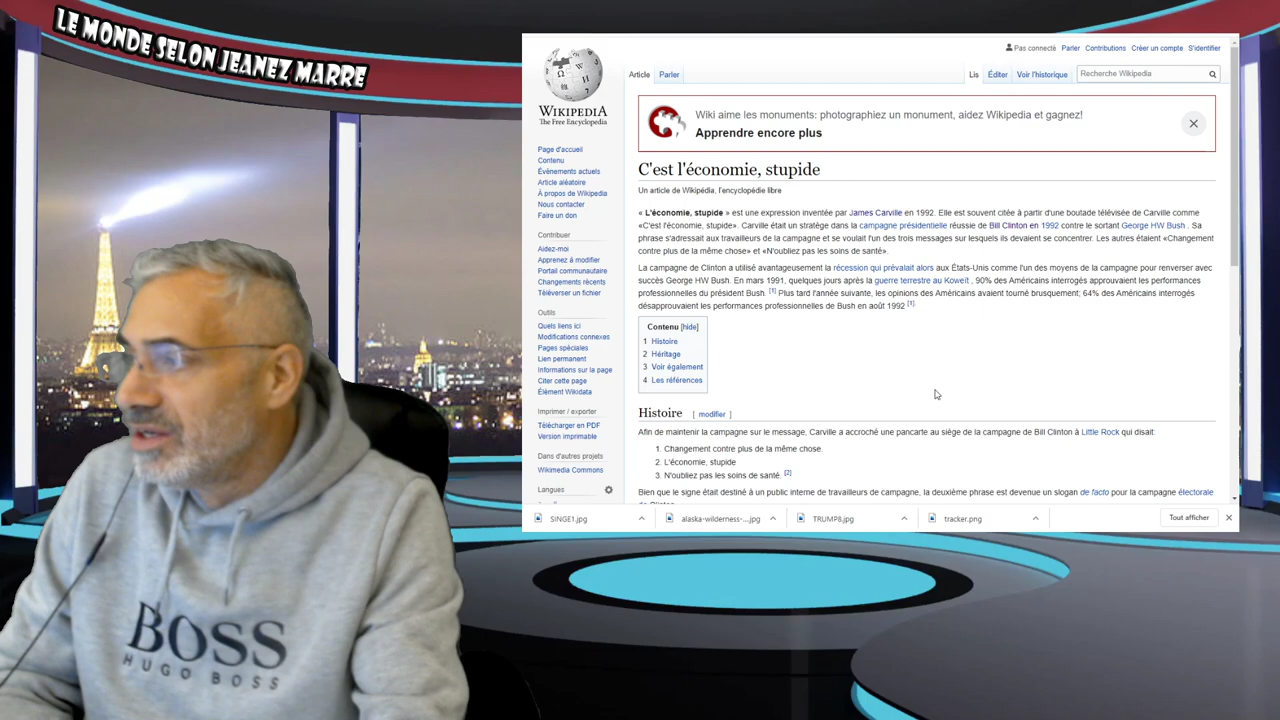 LE MONDE SELON JEANEZ MARRE
BOSS
HUGO BOSS
WIKIPEDIA
The Free Encyclopedia
Page d'accueil
Contenu
Évènements actuels
Article aléatoire
À propos de Wikipedia
Nous contacter
Faire un don
Contribuer
Aidez-moi
Apprenez à modifier
Portail communautaire
Changements récents
Téléverser un fichier
Outils
Quels liens ici
Modifications connexes
Pages spéciales
Lien permanent
Informations sur la page
Citer cette page
Élément Wikidata
Imprimer / exporter
Télécharger en PDF
Version imprimable
Dans d'autres projets
Wikimedia Commons
Langues
Pas connecté Parler Contributions Créer un compte S'identifier
Article Parler Lis Éditer Voir l'historique Recherche Wikipedia
Wiki aime les monuments: photographiez un monument, aidez Wikipedia et gagnez!
Apprendre encore plus
C'est l'économie, stupide
Un article de Wikipédia, l'encyclopédie libre
« L'économie, stupide » est une expression inventée par James Carville en 1992. Elle est souvent citée à partir d'une boutade télévisée de Carville comme
«C'est l'économie, stupide». Carville était un stratège dans la campagne présidentielle réussie de Bill Clinton en 1992 contre le sortant George HW Bush . Sa
phrase s'adressait aux travailleurs de la campagne et se voulait l'un des trois messages sur lesquels ils devaient se concentrer. Les autres étaient «Changement
contre plus de la même chose» et «N'oubliez pas les soins de santé».
La campagne de Clinton a utilisé avantageusement la récession qui prévalait alors aux États-Unis comme l'un des moyens de la campagne pour renverser avec
succès George HW Bush. En mars 1991, quelques jours après la guerre terrestre au Koweït , 90% des Américains interrogés approuvaient les performances
professionnelles du président Bush. [1] Plus tard l'année suivante, les opinions des Américains avaient tourné brusquement; 64% des Américains interrogés
désapprouvaient les performances professionnelles de Bush en août 1992 [1].
Contenu [hide]
1 Histoire
2 Héritage
3 Voir également
4 Les références
Histoire [ modifier ]
Afin de maintenir la campagne sur le message, Carville a accroché une pancarte au siège de la campagne de Bill Clinton à Little Rock qui disait:
1. Changement contre plus de la même chose.
2. L'économie, stupide
3. N'oubliez pas les soins de santé. [2]
Bien que le signe était destiné à un public interne de travailleurs de campagne, la deuxième phrase est devenue un slogan de facto pour la campagne électorale
SINGE1.jpg alaska-wilderness-...jpg TRUMP8.jpg tracker.png Tout afficher